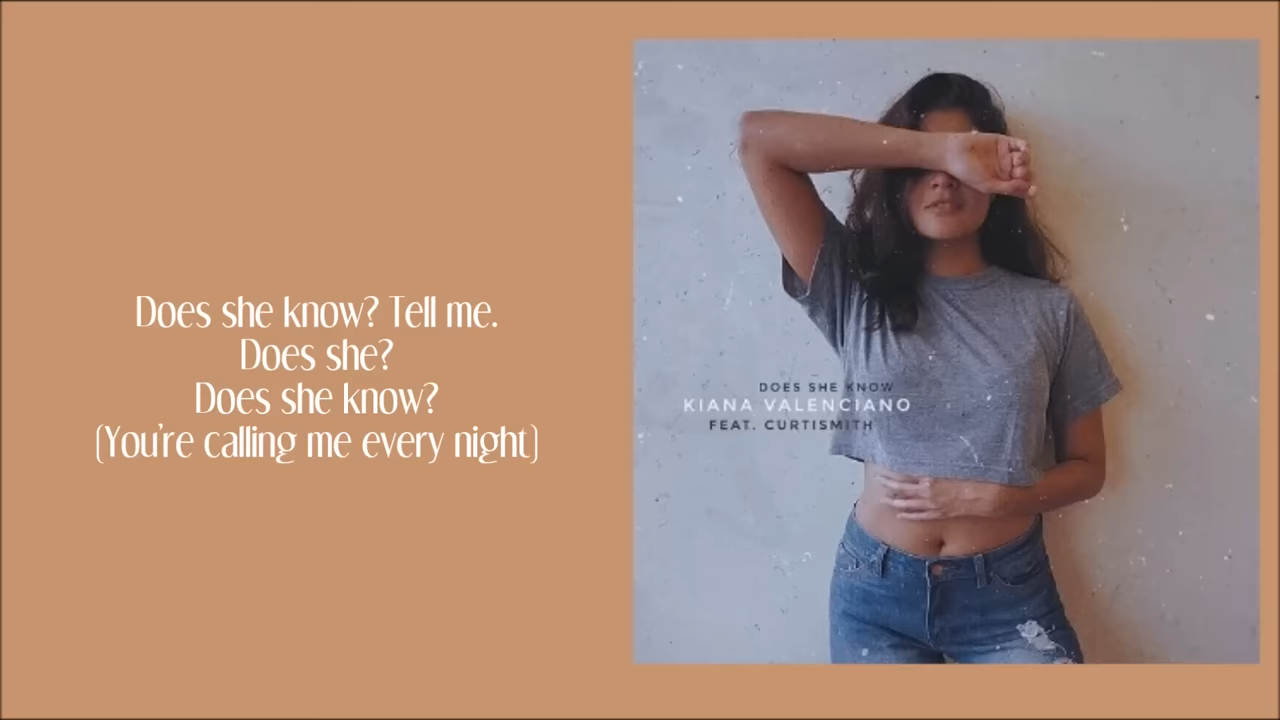 Does she know? Tell me.
Does she?
Does she know?
(You're calling me every night)
DOES SHE KNOW
KIANA VALENCIANO
FEAT. CURTISMITH